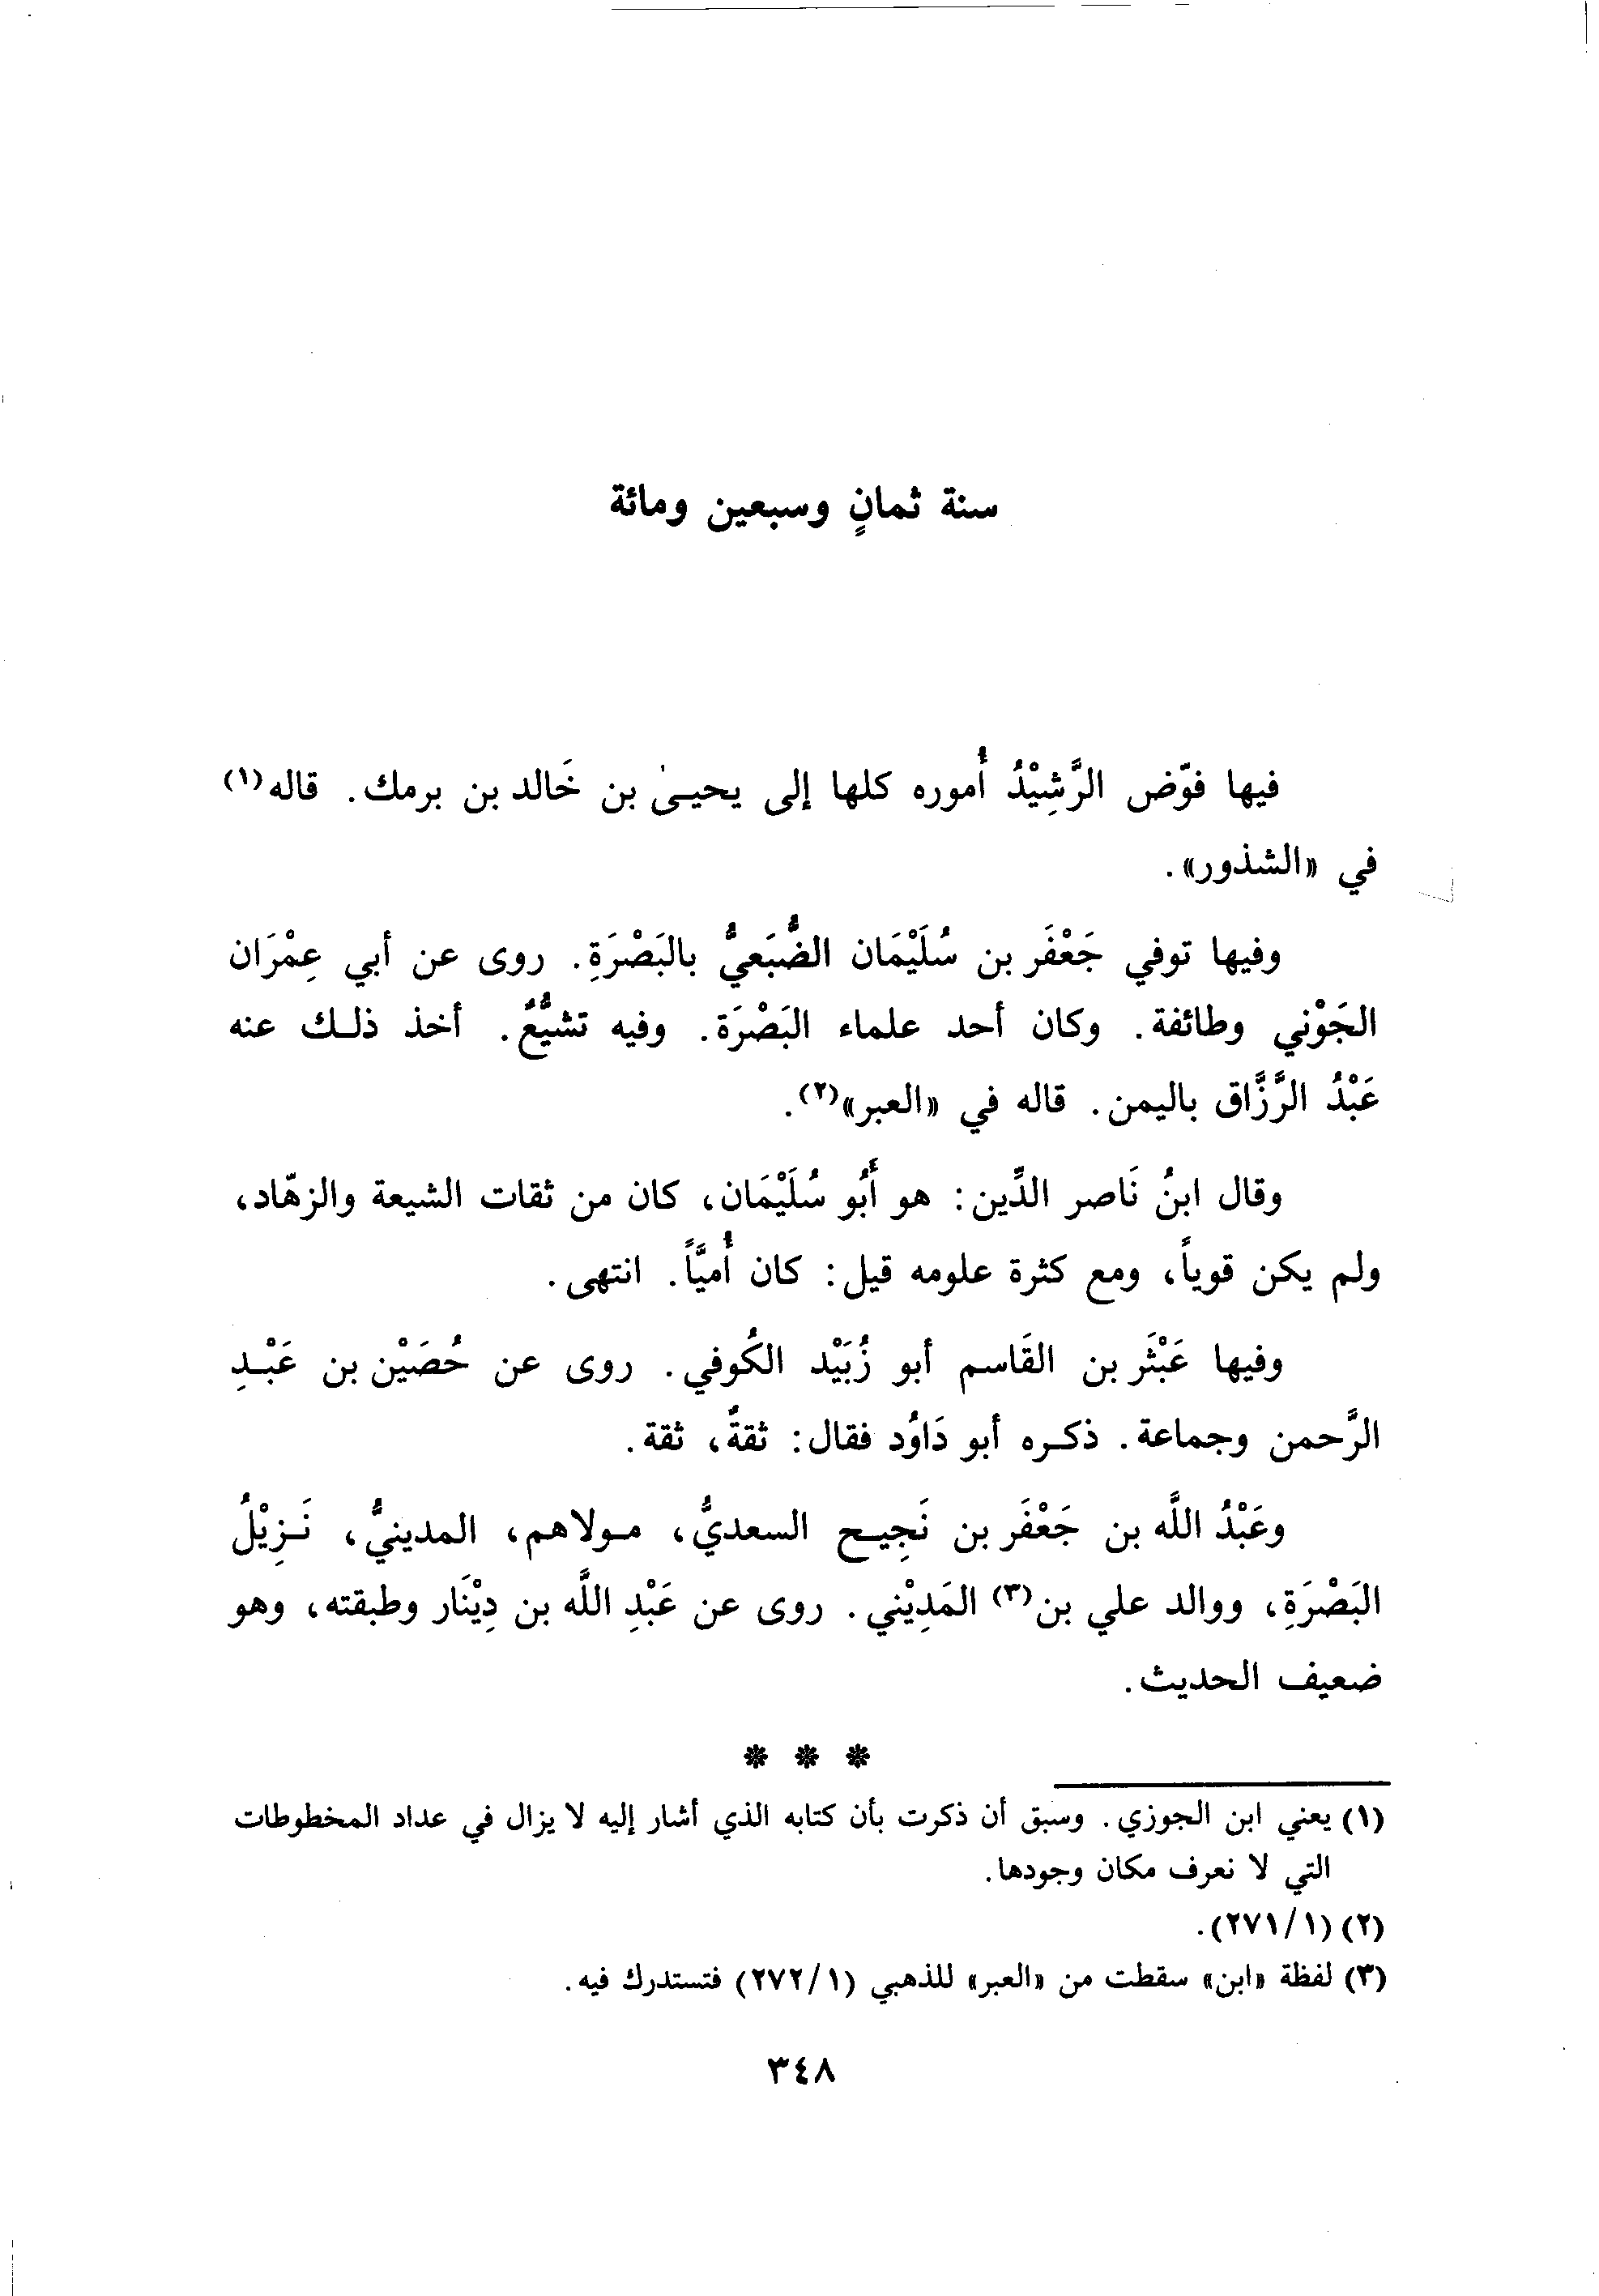 سنة ثمانٍ وسبعين ومائة
فيها فوّض الرَّشِيْدُ أُموره كلها إلى يحيىٰ بن خَالد بن برمك. قاله(١)
في «الشذور».
وفيها توفي جَعْفَر بن سُلَيْمَان الضُّبَعيُّ بالبَصْرَةِ. روى عن أبي عِمْرَان
الجَوْني وطائفة. وكان أحد علماء البَصْرَة. وفيه تشيُّعٌ. أخذ ذلك عنه
عَبْدُ الرَّزَّاق باليمن. قاله في «العبر»(٢).
وقال ابنُ نَاصر الدِّين: هو أَبُو سُلَيْمَان، كان من ثقات الشيعة والزهّاد،
ولم يكن قوياً، ومع كثرة علومه قيل: كان أُميَّاً. انتهى.
وفيها عَبْثَر بن القَاسم أبو زُبَيْد الكُوفي. روى عن حُصَيْن بن عَبْدِ
الرَّحمن وجماعة. ذكره أبو دَاوُد فقال: ثقةٌ، ثقة.
وعَبْدُ اللَّه بن جَعْفَر بن نَجِيح السعديُّ، مولاهم، المدينيُّ، نَزِيْلُ
البَصْرَةِ، ووالد علي بن(٣) المَدِيْني. روى عن عَبْدِ اللَّه بن دِيْنَار وطبقته، وهو
ضعيف الحديث.
* * *
(١) يعني ابن الجوزي. وسبق أن ذكرت بأن كتابه الذي أشار إليه لا يزال في عداد المخطوطات
التي لا نعرف مكان وجودها.
(٢) (١/٢٧١).
(٣) لفظة «ابن» سقطت من «العبر» للذهبي (١/٢٧٢) فتستدرك فيه.
٣٤٨